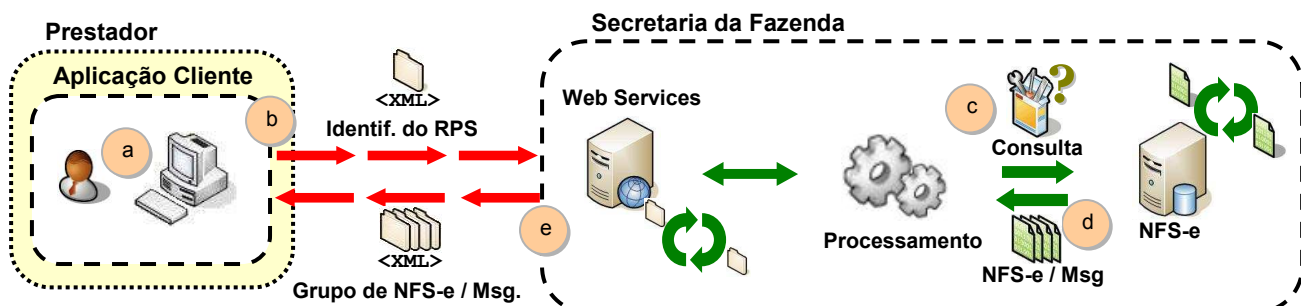 Prestador
Aplicação Cliente
a
b
<XML>
Identif. do RPS
<XML>
Grupo de NFS-e / Msg.
e
Secretaria da Fazenda
Web Services
Processamento
c
?
Consulta
d
NFS-e / Msg
NFS-e